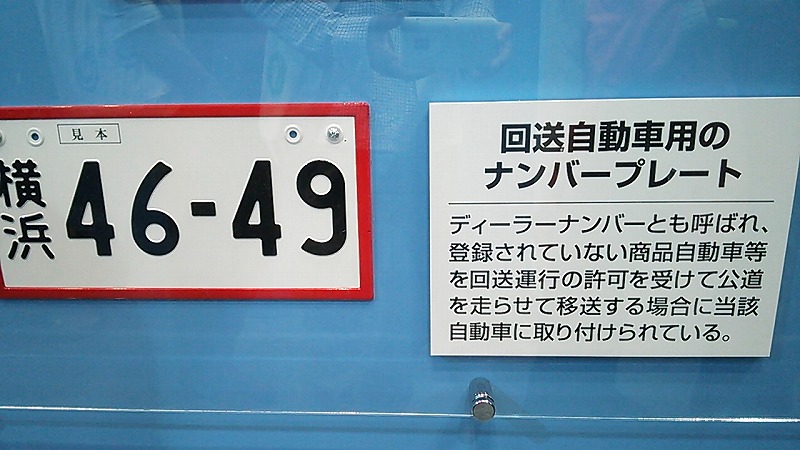 見本
横浜
46-49
回送自動車用の
ナンバープレート
ディーラーナンバーとも呼ばれ、
登録されていない商品自動車等
を回送運行の許可を受けて公道
を走らせて移送する場合に当該
自動車に取り付けられている。